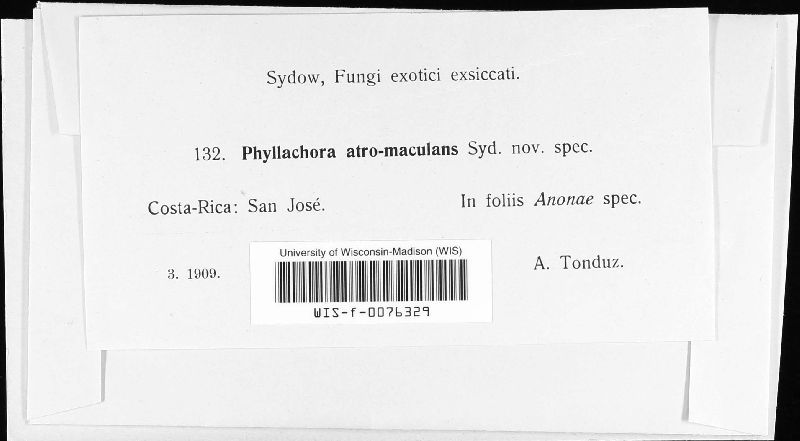 Sydow, Fungi exotici exsiccati.
132. Phyllachora atro-maculans Syd. nov. spec.
Costa-Rica: San José. In foliis Anonae spec.
3. 1909. A. Tonduz.
University of Wisconsin-Madison (WIS)
WIS-f-0076329